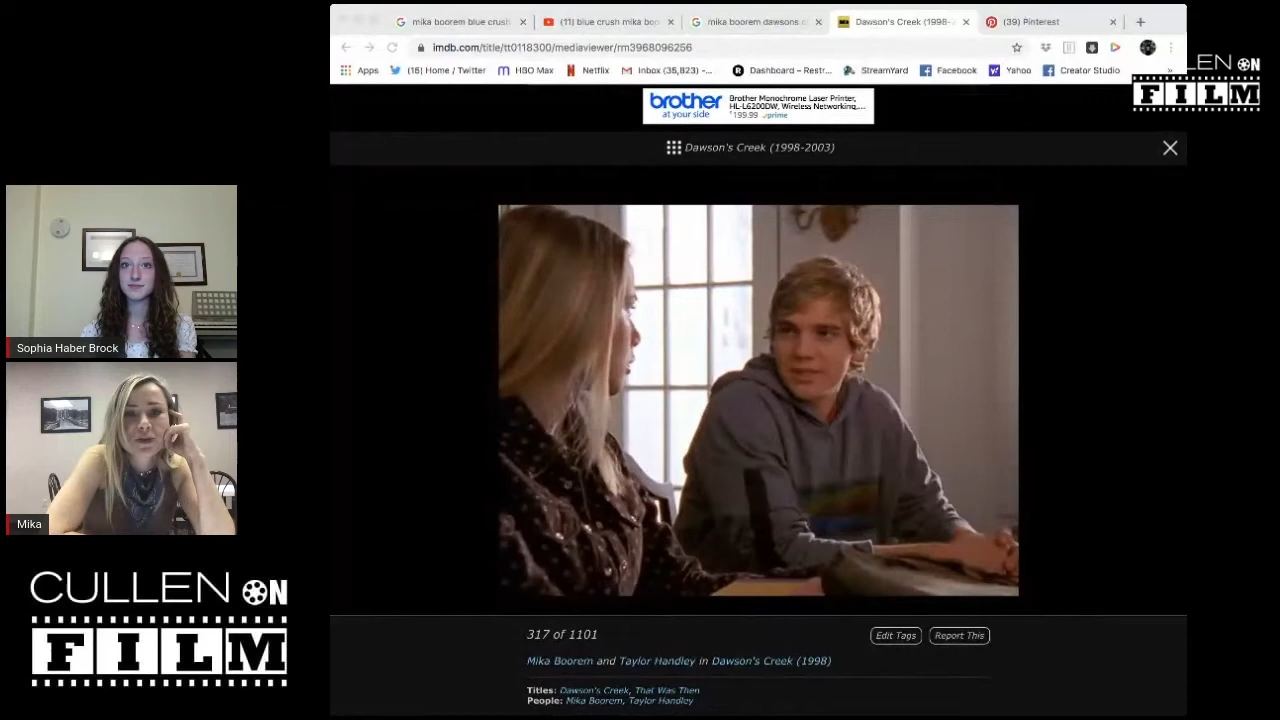 mika boorem blue crush
(11) blue crush mika boo
mika boorem dawsons c
Dawson's Creek (1998-
(39) Pinterest
imdb.com/title/tt0118300/mediaviewer/rm3968096256
Apps
(16) Home / Twitter
HBO Max
Netflix
Inbox (35,823) -...
Dashboard – Restr...
StreamYard
Facebook
Yahoo
Creator Studio
»
LEN ON
FILM
brother
at your side
Brother Monochrome Laser Printer,
HL-L6200DW, Wireless Networking,...
$199.99 prime
Dawson's Creek (1998-2003)
Sophia Haber Brock
Mika
CULLEN ON
FILM
317 of 1101
Edit Tags
Report This
Mika Boorem and Taylor Handley in Dawson's Creek (1998)
Titles: Dawson's Creek, That Was Then
People: Mika Boorem, Taylor Handley